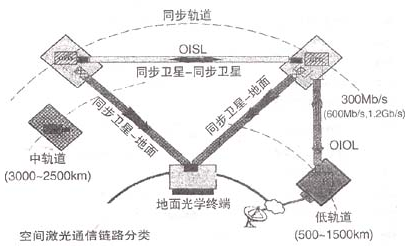 同步轨道
OISL
同步卫星-同步卫星
同步卫星-地面
同步卫星-地面
300Mb/s
(600Mb/s,1.2Gb/s)
OIOL
中轨道
(3000~2500km)
地面光学终端
低轨道
(500~1500km)
空间激光通信链路分类